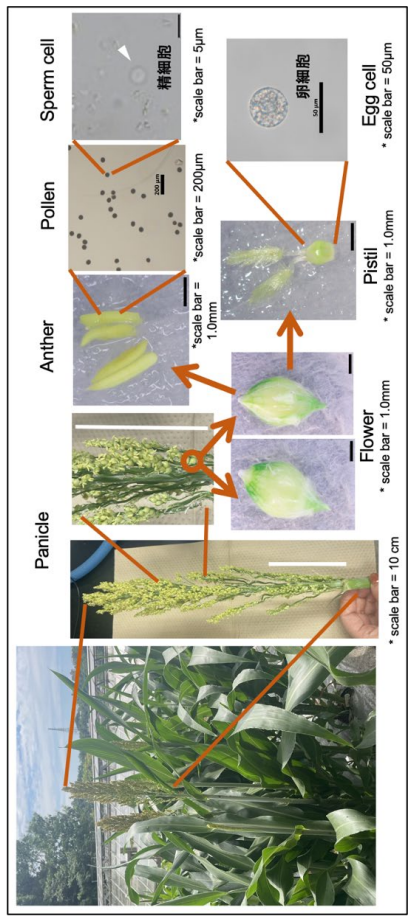 Panicle
* scale bar = 10 cm
Flower
* scale bar = 1.0mm
Anther
*scale bar =
1.0mm
Pollen
200 μm
*scale bar = 200μm
Sperm cell
精細胞
*scale bar = 5μm
Pistil
* scale bar = 1.0mm
卵細胞
50 μm
Egg cell
* scale bar = 50μm